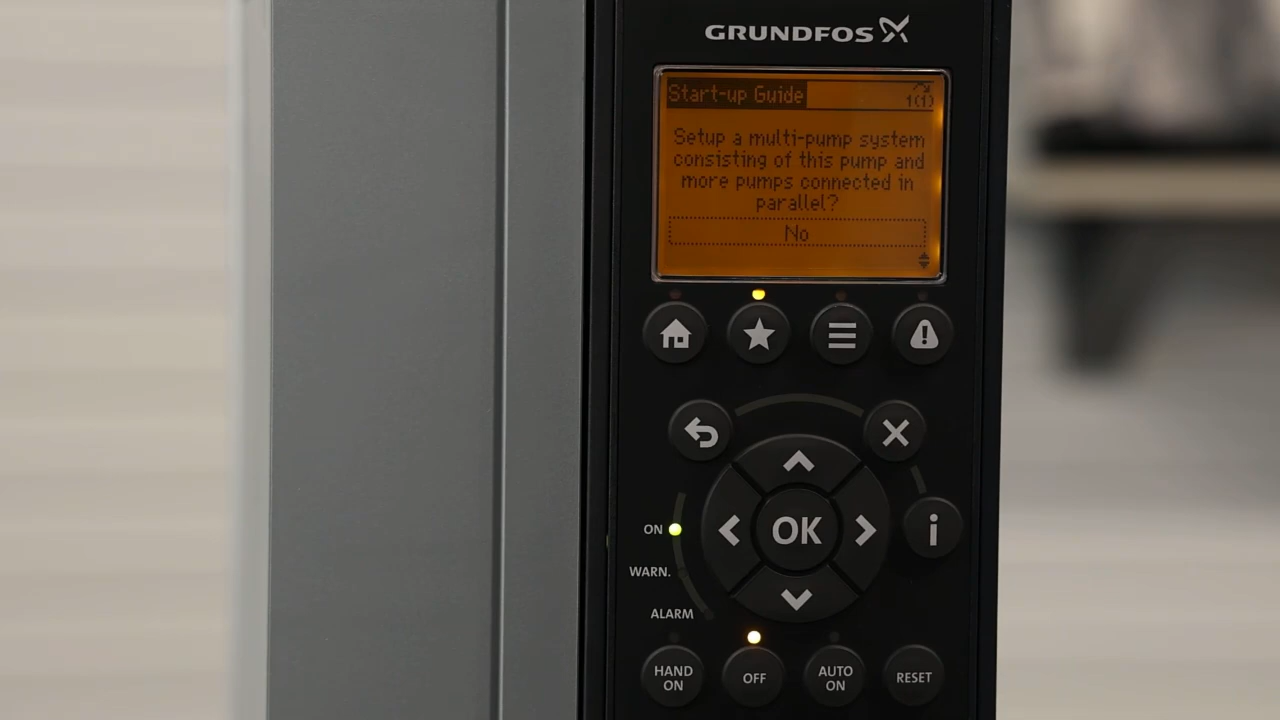 GRUNDFOS
Start-up Guide
1(1)
Setup a multi-pump system
consisting of this pump and
more pumps connected in
parallel?
No
OK
i
ON
WARN.
ALARM
HAND
ON
OFF
AUTO
ON
RESET